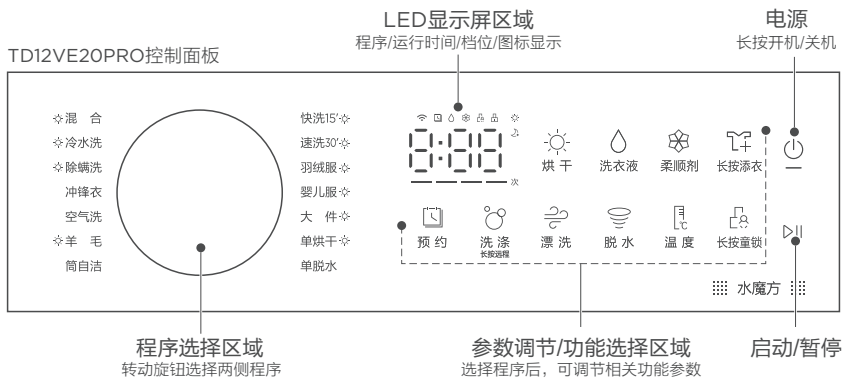 LED显示屏区域
程序/运行时间/档位/图标显示
电源
长按开机/关机
TD12VE20PRO控制面板
混 合
冷水洗
除螨洗
冲锋衣
空气洗
羊 毛
筒自洁
快洗15'
速洗30'
羽绒服
婴儿服
大 件
单烘干
单脱水
8:88
次
烘 干
洗衣液
柔顺剂
长按添衣
预 约
洗 涤
长按远程
漂 洗
脱 水
℃
温 度
长按童锁
水魔方
程序选择区域
转动旋钮选择两侧程序
参数调节/功能选择区域
选择程序后，可调节相关功能参数
启动/暂停